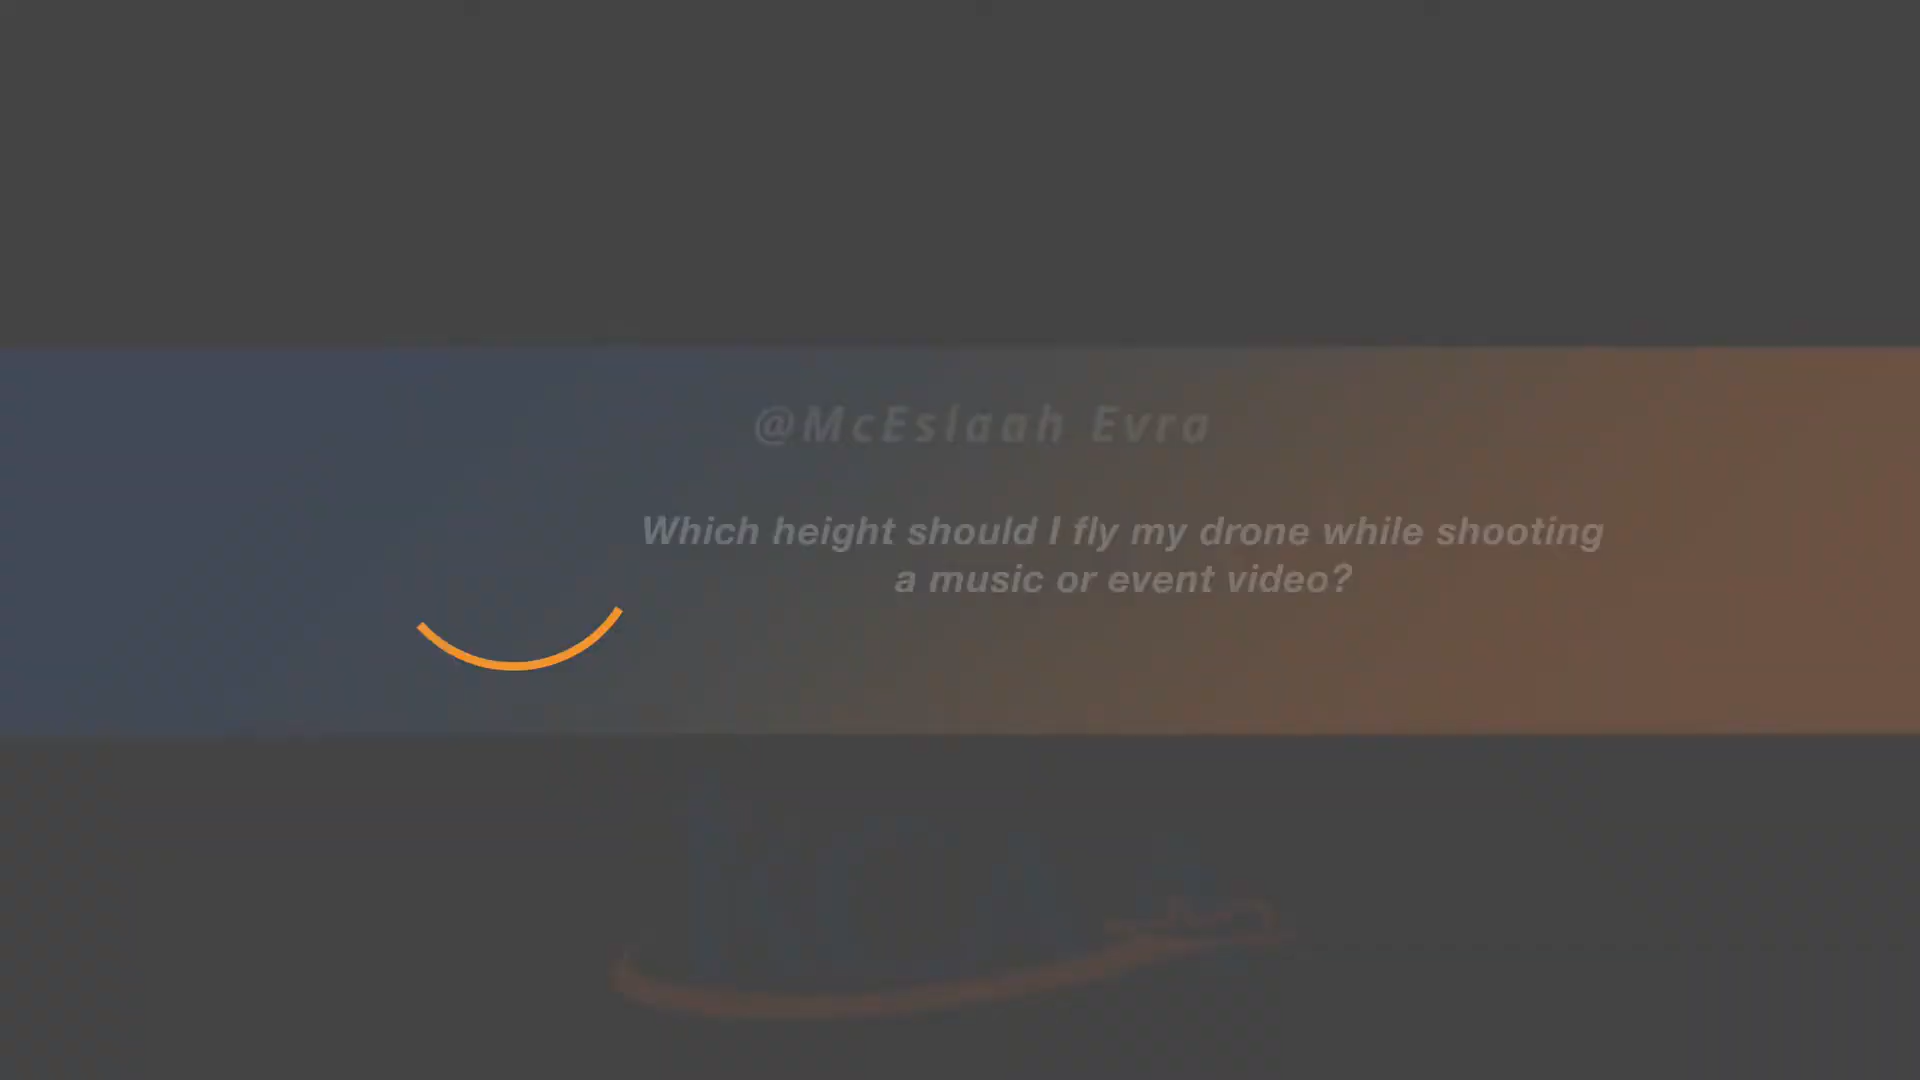 @McEslaah Evra
Which height should I fly my drone while shooting
a music or event video?